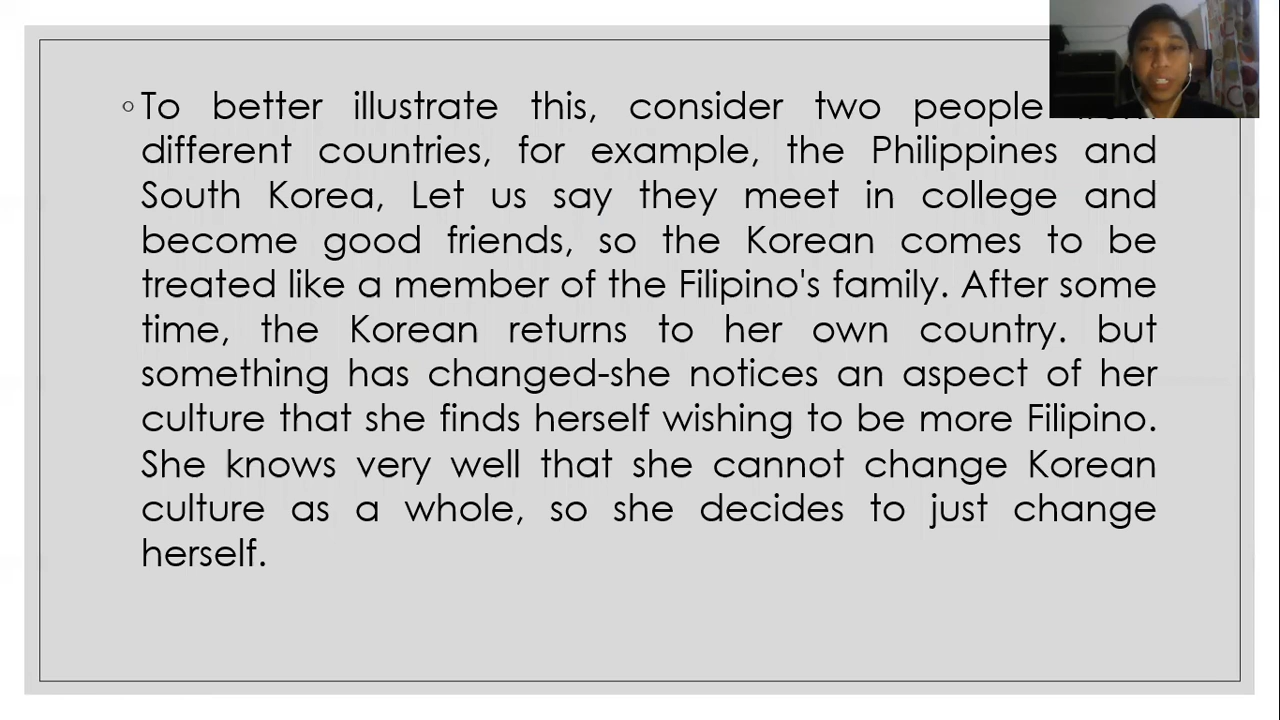 ◦To better illustrate this, consider two people
different countries, for example, the Philippines and
South Korea, Let us say they meet in college and
become good friends, so the Korean comes to be
treated like a member of the Filipino's family. After some
time, the Korean returns to her own country. but
something has changed-she notices an aspect of her
culture that she finds herself wishing to be more Filipino.
She knows very well that she cannot change Korean
culture as a whole, so she decides to just change
herself.